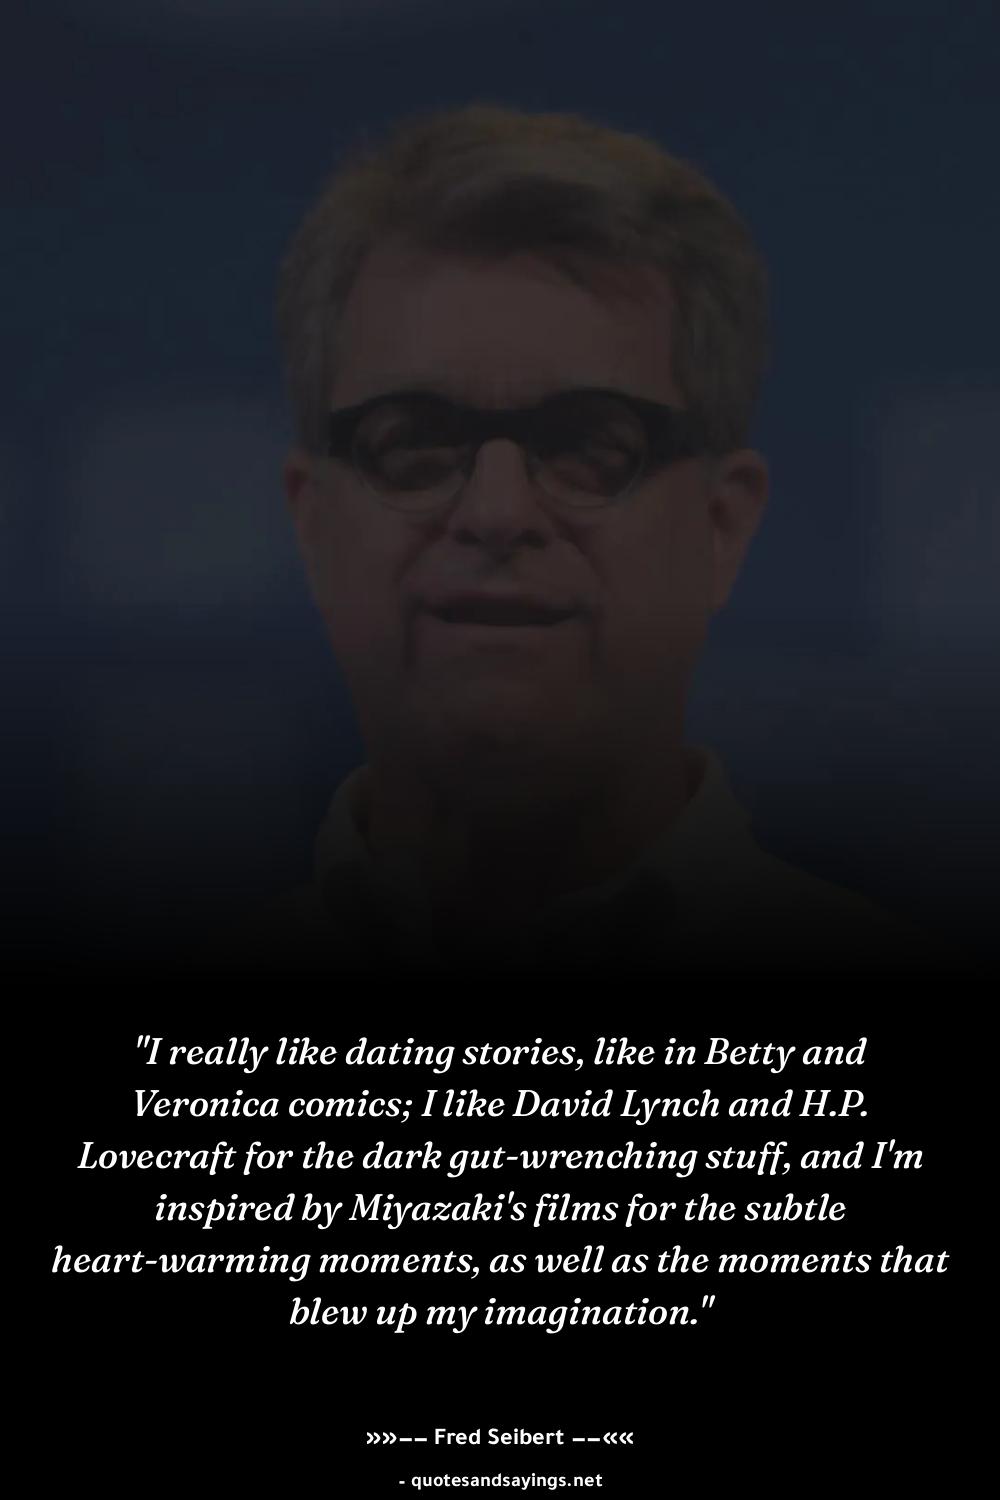 "I really like dating stories, like in Betty and
Veronica comics; I like David Lynch and H.P.
Lovecraft for the dark gut-wrenching stuff, and I'm
inspired by Miyazaki's films for the subtle
heart-warming moments, as well as the moments that
blew up my imagination."
»»−− Fred Seibert −−««
- quotesandsayings.net